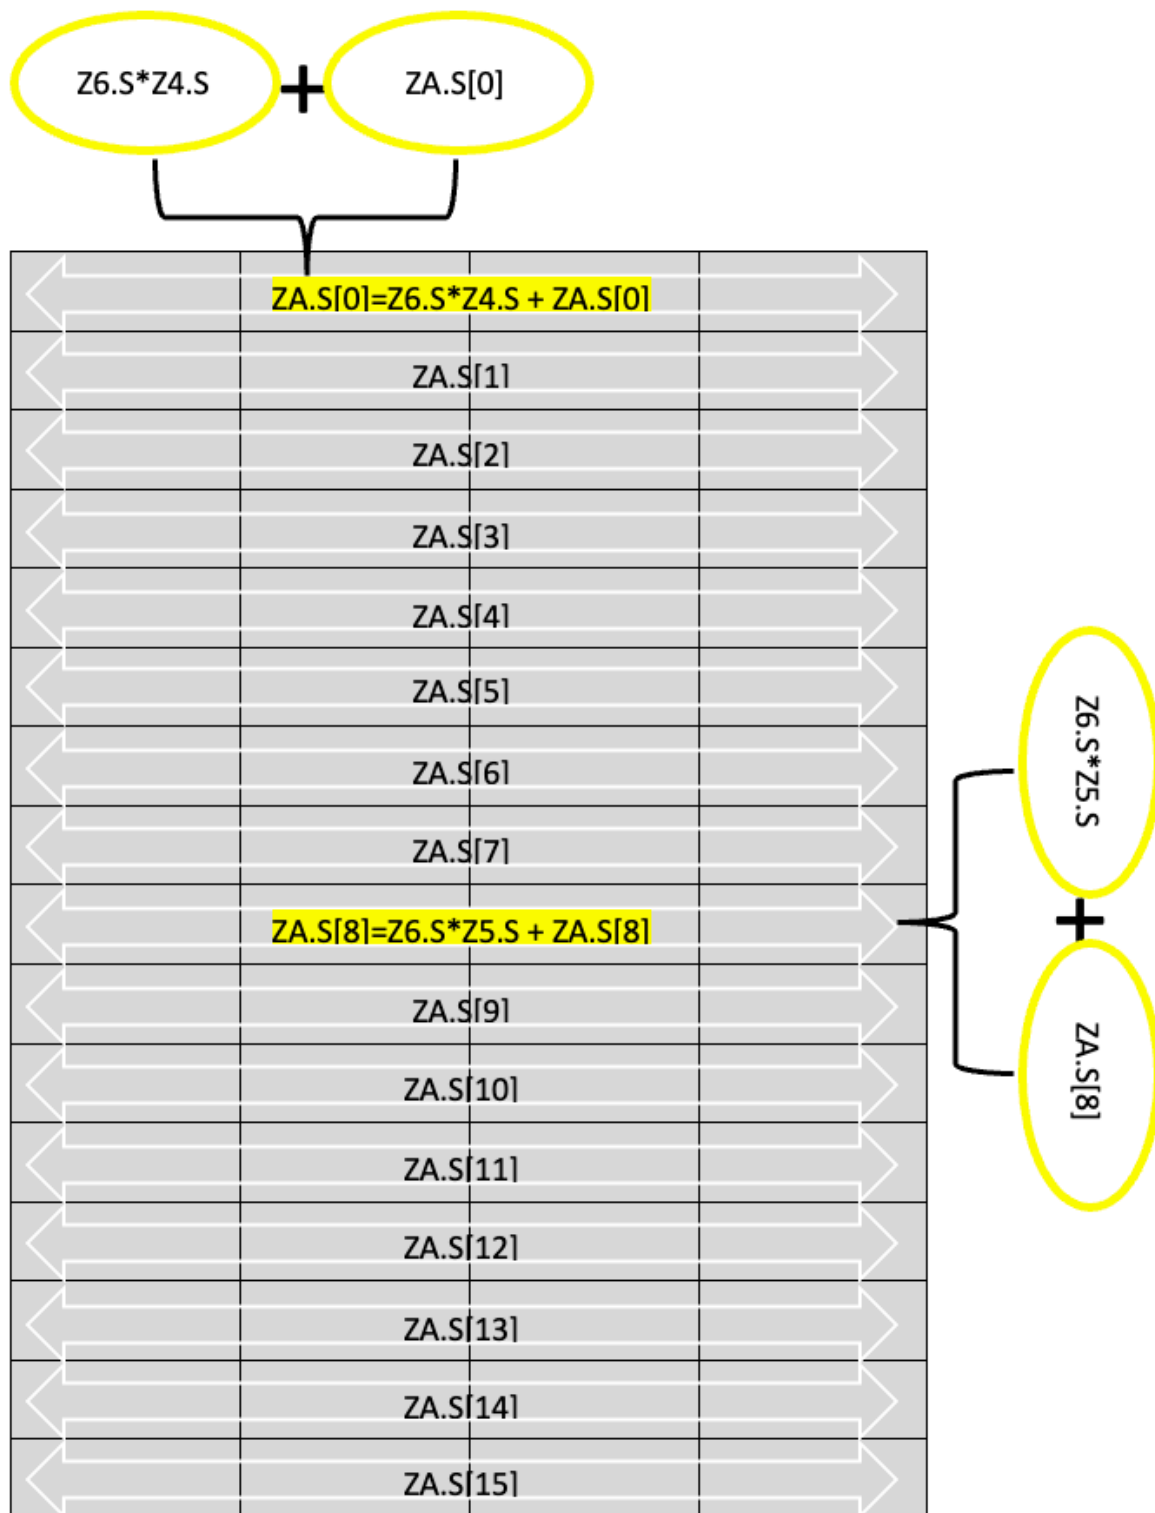 Z6.S*Z4.S + ZA.S[0]
ZA.S[0]=Z6.S*Z4.S + ZA.S[0]
ZA.S[1]
ZA.S[2]
ZA.S[3]
ZA.S[4]
ZA.S[5]
ZA.S[6]
ZA.S[7]
ZA.S[8]=Z6.S*Z5.S + ZA.S[8]
ZA.S[9]
ZA.S[10]
ZA.S[11]
ZA.S[12]
ZA.S[13]
ZA.S[14]
ZA.S[15]
Z6.S*Z5.S + ZA.S[8]